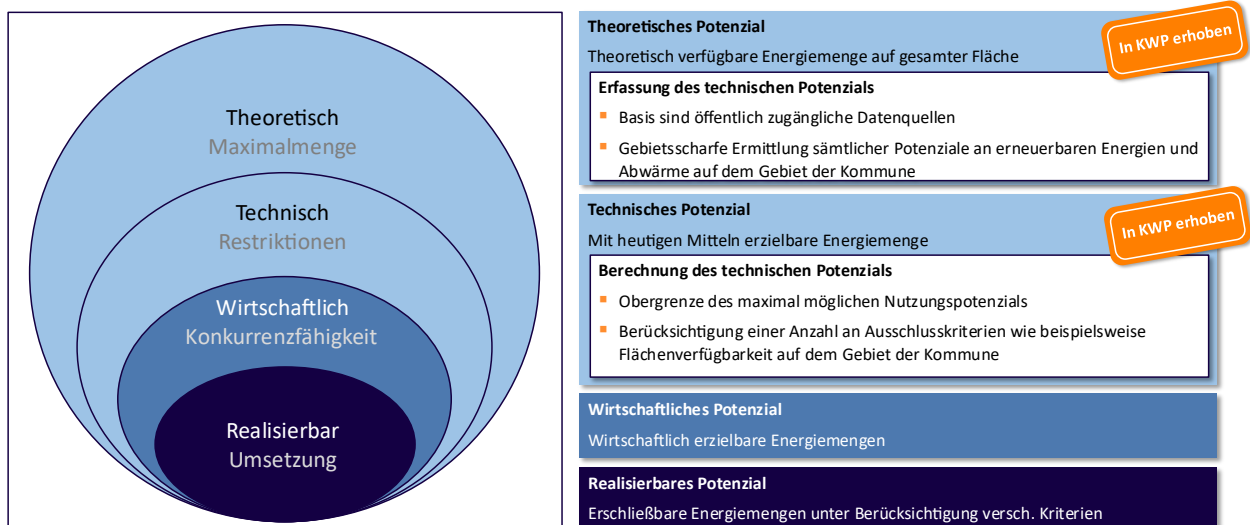 Theoretisch
Maximalmenge
Technisch
Restriktionen
Wirtschaftlich
Konkurrenzfähigkeit
Realisierbar
Umsetzung
Theoretisches Potenzial
In KWP erhoben
Theoretisch verfügbare Energiemenge auf gesamter Fläche
Erfassung des technischen Potenzials
Basis sind öffentlich zugängliche Datenquellen
Gebietsscharfe Ermittlung sämtlicher Potenziale an erneuerbaren Energien und
Abwärme auf dem Gebiet der Kommune
Technisches Potenzial
In KWP erhoben
Mit heutigen Mitteln erzielbare Energiemenge
Berechnung des technischen Potenzials
Obergrenze des maximal möglichen Nutzungspotenzials
Berücksichtigung einer Anzahl an Ausschlusskriterien wie beispielsweise
Flächenverfügbarkeit auf dem Gebiet der Kommune
Wirtschaftliches Potenzial
Wirtschaftlich erzielbare Energiemengen
Realisierbares Potenzial
Erschließbare Energiemengen unter Berücksichtigung versch. Kriterien